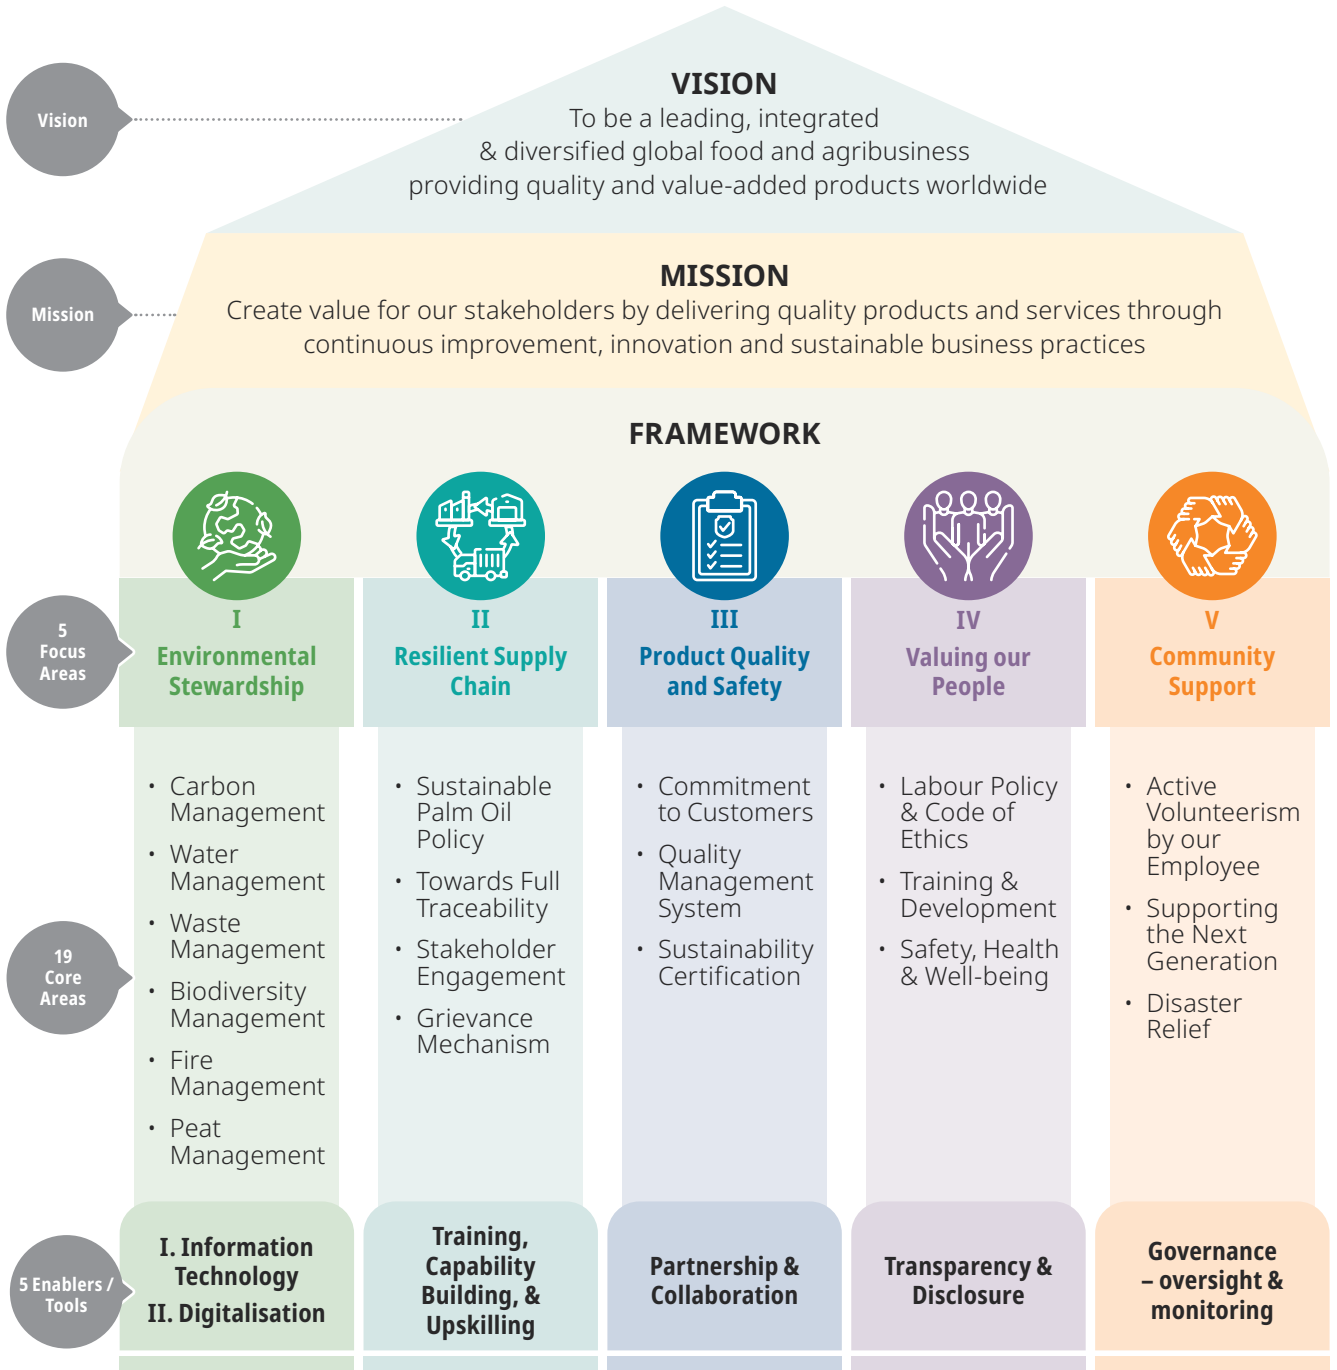 Vision
VISION
To be a leading, integrated
& diversified global food and agribusiness
providing quality and value-added products worldwide
Mission
MISSION
Create value for our stakeholders by delivering quality products and services through
continuous improvement, innovation and sustainable business practices
FRAMEWORK
5
Focus
Areas
I
Environmental
Stewardship
II
Resilient Supply
Chain
III
Product Quality
and Safety
IV
Valuing our
People
V
Community
Support
19
Core
Areas
• Carbon
Management
• Water
Management
• Waste
Management
• Biodiversity
Management
• Fire
Management
• Peat
Management
• Sustainable
Palm Oil
Policy
• Towards Full
Traceability
• Stakeholder
Engagement
• Grievance
Mechanism
• Commitment
to Customers
• Quality
Management
System
• Sustainability
Certification
• Labour Policy
& Code of
Ethics
• Training &
Development
• Safety, Health
& Well-being
• Active
Volunteerism
by our
Employee
• Supporting
the Next
Generation
• Disaster
Relief
5 Enablers /
Tools
I. Information
Technology
II. Digitalisation
Training,
Capability
Building, &
Upskilling
Partnership &
Collaboration
Transparency &
Disclosure
Governance
– oversight &
monitoring